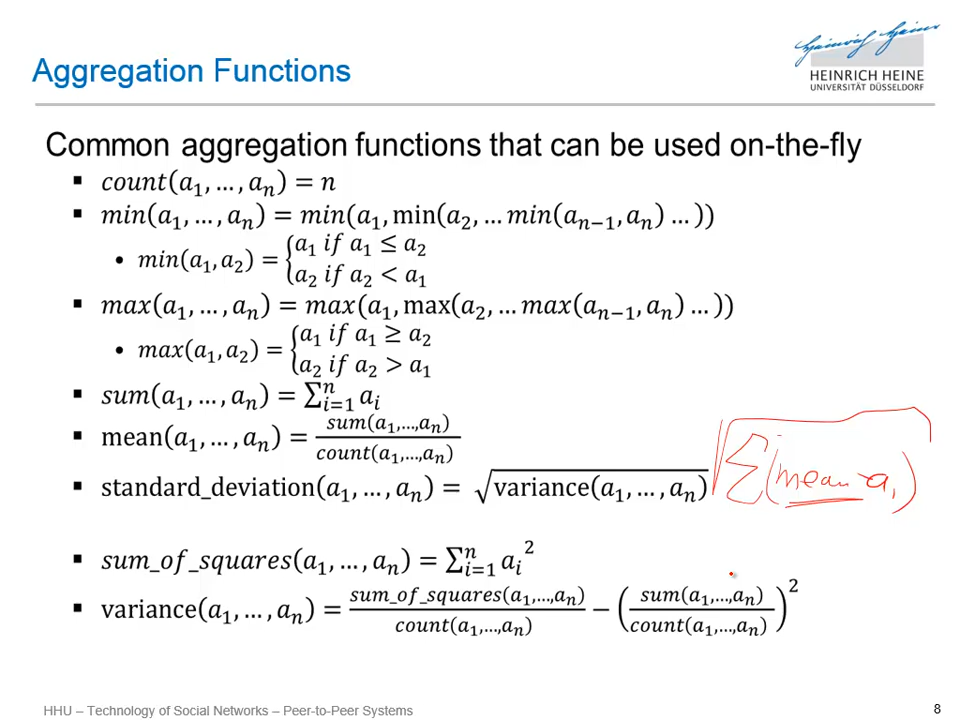 Heinrich Heine
HEINRICH HEINE
UNIVERSITÄT DÜSSELDORF
Aggregation Functions
Common aggregation functions that can be used on-the-fly
▪ count(a₁, … , aₙ) = n
▪ min(a₁, … , aₙ) = min(a₁, min(a₂, … min(aₙ₋₁, aₙ) … ))
• min(a₁, a₂) = {a₁ if a₁ ≤ a₂
a₂ if a₂ < a₁
▪ max(a₁, … , aₙ) = max(a₁, max(a₂, … max(aₙ₋₁, aₙ) … ))
• max(a₁, a₂) = {a₁ if a₁ ≥ a₂
a₂ if a₂ > a₁
▪ sum(a₁, … , aₙ) = ∑ⁿᵢ₌₁ aᵢ
▪ mean(a₁, … , aₙ) = sum(a₁,…,aₙ) / count(a₁,…,aₙ)
▪ standard_deviation(a₁, … , aₙ) = √variance(a₁, … , aₙ) √∑(mean - a₁)
▪ sum_of_squares(a₁, … , aₙ) = ∑ⁿᵢ₌₁ aᵢ²
▪ variance(a₁, … , aₙ) = sum_of_squares(a₁,…,aₙ) / count(a₁,…,aₙ) − (sum(a₁,…,aₙ) / count(a₁,…,aₙ))²
HHU – Technology of Social Networks – Peer-to-Peer Systems
8